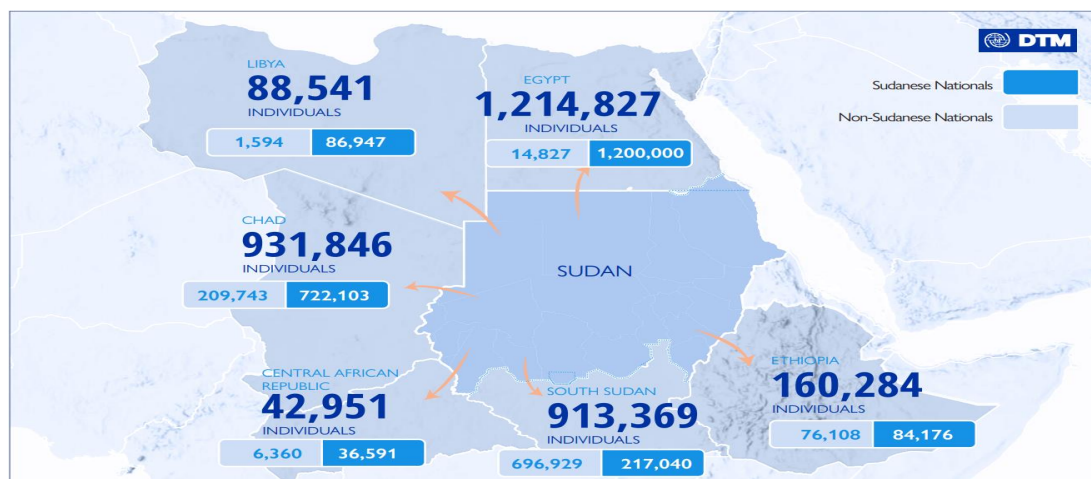 DTM
Sudanese Nationals
Non-Sudanese Nationals
LIBYA
88,541
INDIVIDUALS
1,594 86,947
EGYPT
1,214,827
INDIVIDUALS
14,827 1,200,000
CHAD
931,846
INDIVIDUALS
209,743 722,103
SUDAN
CENTRAL AFRICAN
REPUBLIC
42,951
INDIVIDUALS
6,360 36,591
SOUTH SUDAN
913,369
INDIVIDUALS
696,929 217,040
ETHIOPIA
160,284
INDIVIDUALS
76,108 84,176